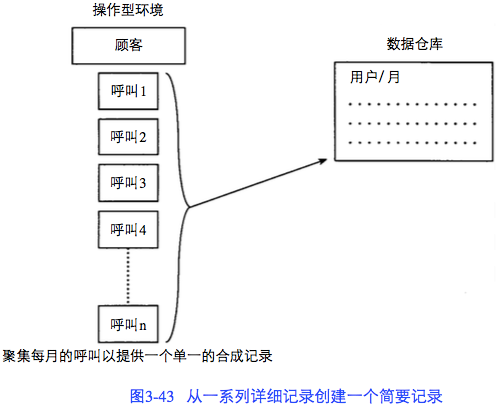 操作型环境
顾客
呼叫1
呼叫2
呼叫3
呼叫4
呼叫n
数据仓库
用户/月
聚集每月的呼叫以提供一个单一的合成记录
图3-43 从一系列详细记录创建一个简要记录